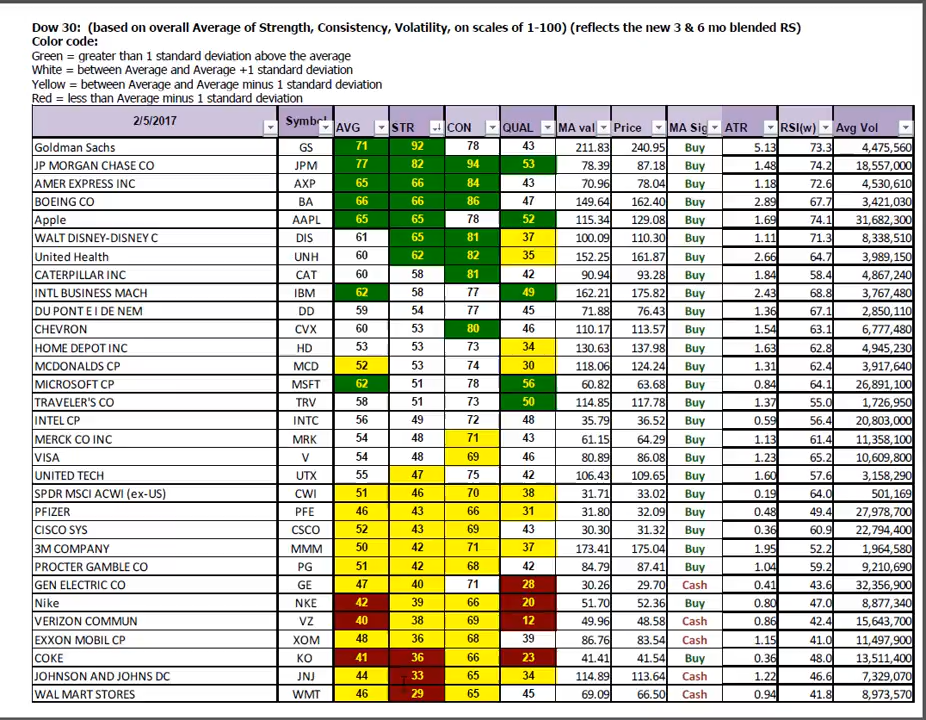 Dow 30: (based on overall Average of Strength, Consistency, Volatility, on scales of 1-100) (reflects the new 3 & 6 mo blended RS)
Color code:
Green = greater than 1 standard deviation above the average
White = between Average and Average +1 standard deviation
Yellow = between Average and Average minus 1 standard deviation
Red = less than Average minus 1 standard deviation
2/5/2017 Symbol AVG STR CON QUAL MA val Price MA Sig ATR RSI(w) Avg Vol
Goldman Sachs GS 71 92 78 43 211.83 240.95 Buy 5.13 73.3 4,475,560
JP MORGAN CHASE CO JPM 77 82 94 53 78.39 87.18 Buy 1.48 74.2 18,557,000
AMER EXPRESS INC AXP 65 66 84 43 70.96 78.04 Buy 1.18 72.6 4,530,610
BOEING CO BA 66 66 86 47 149.64 162.40 Buy 2.89 67.7 3,421,030
Apple AAPL 65 65 78 52 115.34 129.08 Buy 1.69 74.1 31,682,300
WALT DISNEY-DISNEY C DIS 61 65 81 37 100.09 110.30 Buy 1.11 71.3 8,338,510
United Health UNH 60 62 82 35 152.25 161.87 Buy 2.66 64.7 3,989,150
CATERPILLAR INC CAT 60 58 81 42 90.94 93.28 Buy 1.84 58.4 4,867,240
INTL BUSINESS MACH IBM 62 58 77 49 162.21 175.82 Buy 2.43 68.8 3,767,480
DU PONT E I DE NEM DD 59 54 77 45 71.88 76.43 Buy 1.36 67.1 2,850,110
CHEVRON CVX 60 53 80 46 110.17 113.57 Buy 1.54 63.1 6,777,480
HOME DEPOT INC HD 53 53 73 34 130.63 137.98 Buy 1.63 62.8 4,945,230
MCDONALDS CP MCD 52 53 74 30 118.06 124.24 Buy 1.31 62.4 3,917,640
MICROSOFT CP MSFT 62 51 78 56 60.82 63.68 Buy 0.84 64.1 26,891,100
TRAVELER'S CO TRV 58 51 73 50 114.85 117.78 Buy 1.37 55.0 1,726,950
INTEL CP INTC 56 49 72 48 35.79 36.52 Buy 0.59 56.4 20,803,000
MERCK CO INC MRK 54 48 71 43 61.15 64.29 Buy 1.13 61.4 11,358,100
VISA V 54 48 69 46 80.89 86.08 Buy 1.23 65.2 10,609,800
UNITED TECH UTX 55 47 75 42 106.43 109.65 Buy 1.60 57.6 3,158,290
SPDR MSCI ACWI (ex-US) CWI 51 46 70 38 31.71 33.02 Buy 0.19 64.0 501,169
PFIZER PFE 46 43 66 31 31.80 32.09 Buy 0.48 49.4 27,978,700
CISCO SYS CSCO 52 43 69 43 30.30 31.32 Buy 0.36 60.9 22,794,400
3M COMPANY MMM 50 42 71 37 173.41 175.04 Buy 1.95 52.2 1,964,580
PROCTER GAMBLE CO PG 51 42 68 42 84.79 87.41 Buy 1.04 59.2 9,210,690
GEN ELECTRIC CO GE 47 40 71 28 30.26 29.70 Cash 0.41 43.6 32,356,900
Nike NKE 42 39 66 20 51.70 52.36 Buy 0.80 47.0 8,877,340
VERIZON COMMUN VZ 40 38 69 12 49.96 48.58 Cash 0.86 42.4 15,643,700
EXXON MOBIL CP XOM 48 36 68 39 86.76 83.54 Cash 1.15 41.0 11,497,900
COKE KO 41 36 66 23 41.41 41.54 Buy 0.36 48.0 13,511,400
JOHNSON AND JOHNS DC JNJ 44 33 65 34 114.89 113.64 Cash 1.22 46.6 7,329,070
WAL MART STORES WMT 46 29 65 45 69.09 66.50 Cash 0.94 41.8 8,973,570